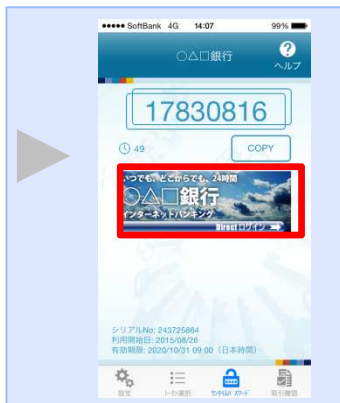 SoftBank 4G 14:07 99%
○△□銀行
?
ヘルプ
17830816
49
COPY
いつでも、どこからでも、24時間
○△□銀行
インターネットバンキング
Directログイン
シリアルNo: 243725864
利用開始日: 2015/08/26
有効期限: 2020/10/31 09:00（日本時間）
設定 トークン選択 ワンタイム パスワード 取引確認